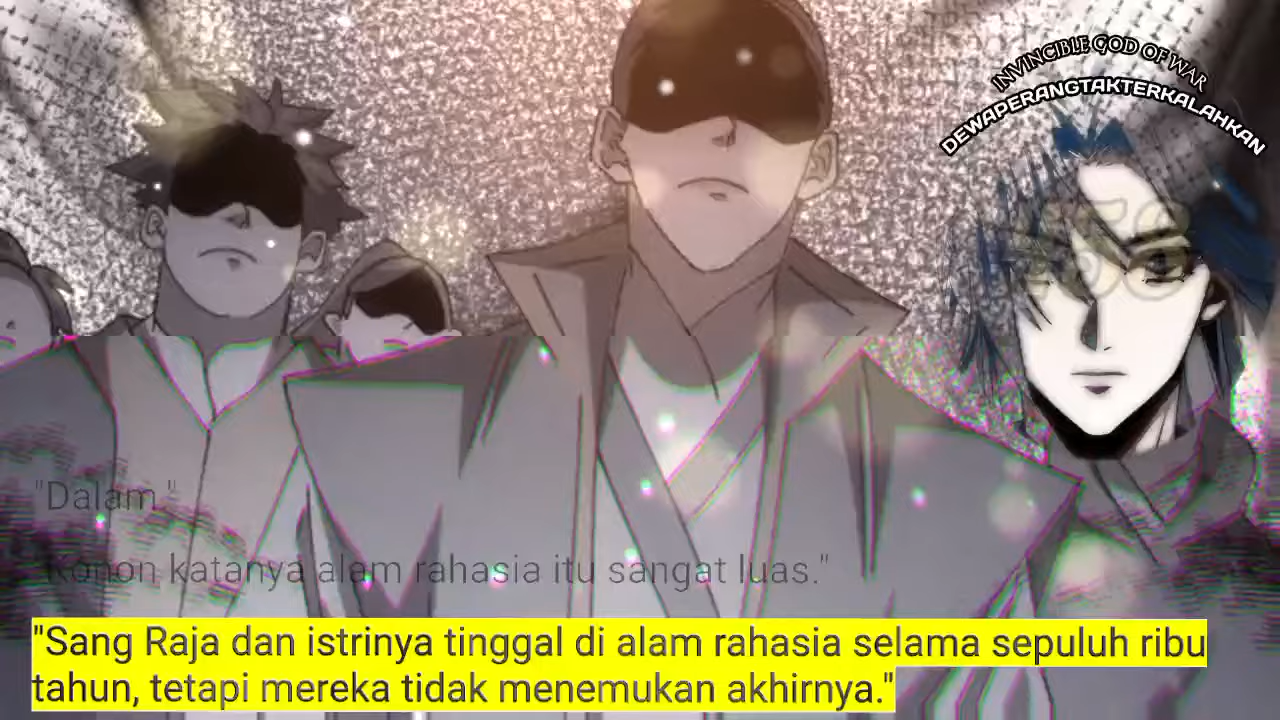 INVINCIBLE GOD OF WAR
DEWAPERANGTAKTERKALAHKAN
"Dalam."
"Konon katanya alam rahasia itu sangat luas."
"Sang Raja dan istrinya tinggal di alam rahasia selama sepuluh ribu
tahun, tetapi mereka tidak menemukan akhirnya."